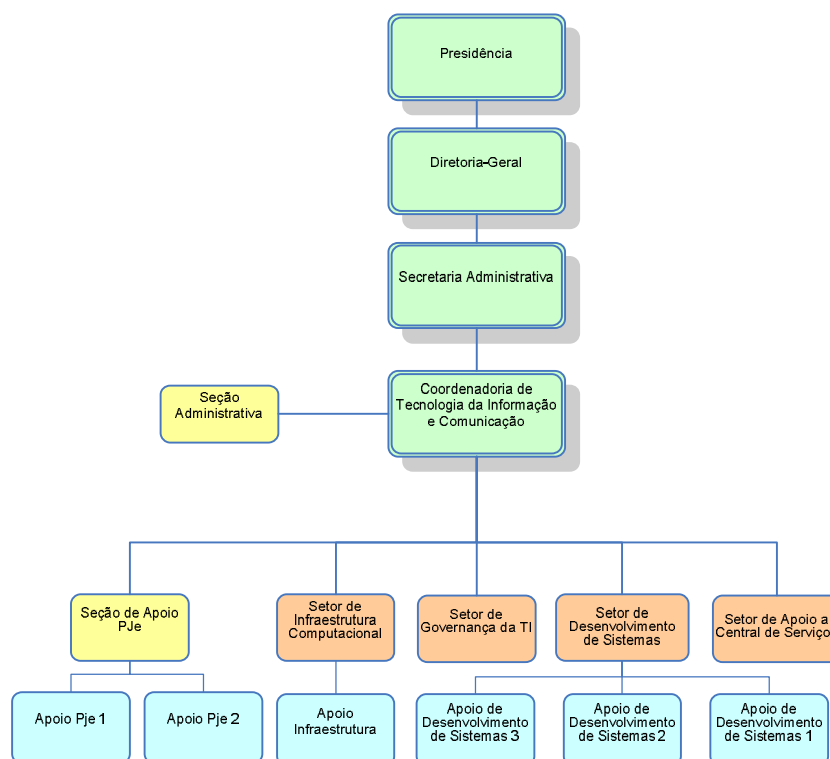 Presidência
Diretoria-Geral
Secretaria Administrativa
Coordenadoria de
Tecnologia da Informação
e Comunicação
Seção
Administrativa
Seção de Apoio
PJe
Setor de
Infraestrutura
Computacional
Setor de
Governança da TI
Setor de
Desenvolvimento
de Sistemas
Setor de Apoio a
Central de Serviço
Apoio Pje 1
Apoio Pje 2
Apoio
Infraestrutura
Apoio de
Desenvolvimento
de Sistemas 3
Apoio de
Desenvolvimento
de Sistemas 2
Apoio de
Desenvolvimento
de Sistemas 1